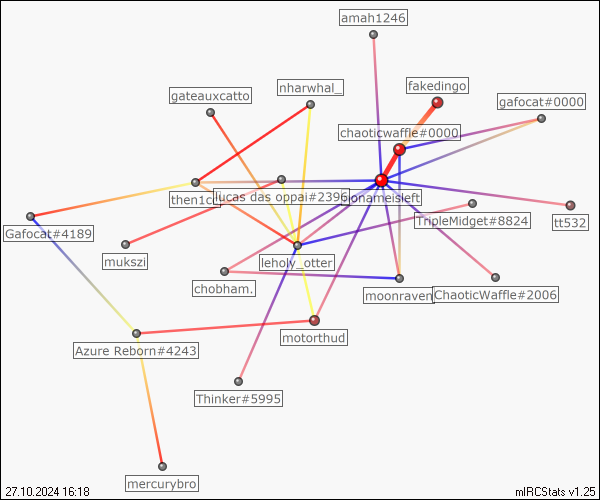 amah1246
fakedingo
nharwhal_
gateauxcatto
gafocat#0000
chaoticwaffle#0000
then1ck
lucas das oppai#2396
ionameisleft
TripleMidget#8824
tt532
Gafocat#4189
mukszi
leholy_otter
chobham.
moonraven
ChaoticWaffle#2006
motorthud
Azure Reborn#4243
Thinker#5995
mercurybro
27.10.2024 16:18
mIRCStats v1.25